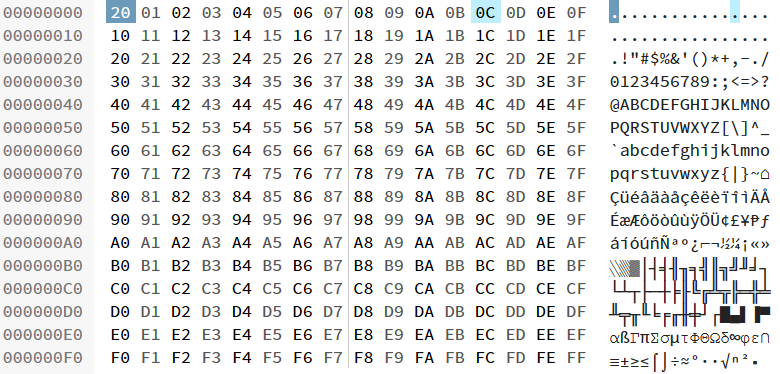 00000000 20 01 02 03 04 05 06 07 08 09 0A 0B 0C 0D 0E 0F ................
00000010 10 11 12 13 14 15 16 17 18 19 1A 1B 1C 1D 1E 1F ................
00000020 20 21 22 23 24 25 26 27 28 29 2A 2B 2C 2D 2E 2F .!"#$%&'()*+,-./
00000030 30 31 32 33 34 35 36 37 38 39 3A 3B 3C 3D 3E 3F 0123456789:;<=>?
00000040 40 41 42 43 44 45 46 47 48 49 4A 4B 4C 4D 4E 4F @ABCDEFGHIJKLMNO
00000050 50 51 52 53 54 55 56 57 58 59 5A 5B 5C 5D 5E 5F PQRSTUVWXYZ[\]^_
00000060 60 61 62 63 64 65 66 67 68 69 6A 6B 6C 6D 6E 6F `abcdefghijklmno
00000070 70 71 72 73 74 75 76 77 78 79 7A 7B 7C 7D 7E 7F pqrstuvwxyz{|}~⌂
00000080 80 81 82 83 84 85 86 87 88 89 8A 8B 8C 8D 8E 8F ÇüéâäàåçêëèïîìÄÅ
00000090 90 91 92 93 94 95 96 97 98 99 9A 9B 9C 9D 9E 9F ÉæÆôöòûùÿÖÜ¢£¥₧ƒ
000000A0 A0 A1 A2 A3 A4 A5 A6 A7 A8 A9 AA AB AC AD AE AF áíóúñÑªº¿⌐¬½¼¡«»
000000B0 B0 B1 B2 B3 B4 B5 B6 B7 B8 B9 BA BB BC BD BE BF ░▒▓│┤╡╢╖╕╣║╗╝╜╛┐
000000C0 C0 C1 C2 C3 C4 C5 C6 C7 C8 C9 CA CB CC CD CE CF └┴┬├─┼╞╟╚╔╩╦╠═╬╧
000000D0 D0 D1 D2 D3 D4 D5 D6 D7 D8 D9 DA DB DC DD DE DF ╨╤╥╙╘╒╓╫╪┘┌█▄▌▐▀
000000E0 E0 E1 E2 E3 E4 E5 E6 E7 E8 E9 EA EB EC ED EE EF αßΓπΣσµτΦΘΩδ∞φε∩
000000F0 F0 F1 F2 F3 F4 F5 F6 F7 F8 F9 FA FB FC FD FE FF ≡±≥≤⌠⌡÷≈°∙·√ⁿ²■